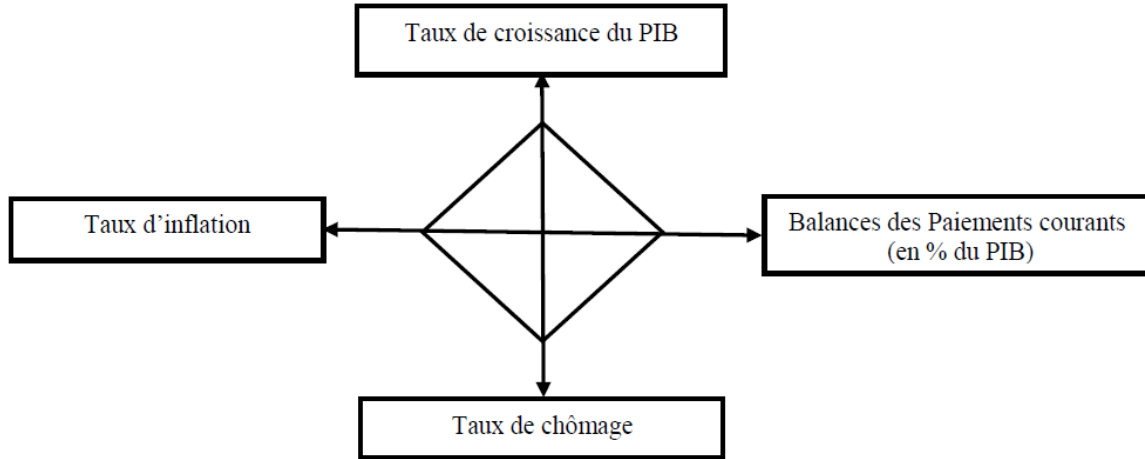 Taux de croissance du PIB
Taux d'inflation
Balances des Paiements courants
(en % du PIB)
Taux de chômage